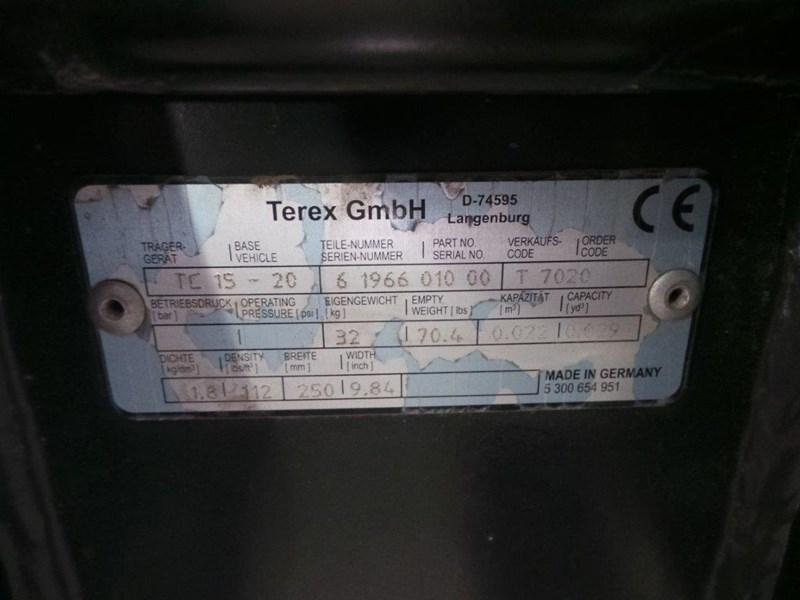 Terex GmbH D-74595 Langenburg CE
TRÄGER-GERÄT | BASE VEHICLE TEILE-NUMMER SERIEN-NUMMER | PART NO. SERIAL NO. VERKAUFS-CODE | ORDER CODE
TC 15 - 20 6 1966 010 00 T 7020
BETRIEBSDRUCK [bar] | OPERATING PRESSURE [psi] EIGENGEWICHT [kg] | EMPTY WEIGHT [lbs] KAPAZITÄT [m³] | CAPACITY [yd³]
32 | 70.4 0.022 | 0.029
DICHTE [kg/dm³] | DENSITY [lbs/ft³] BREITE [mm] | WIDTH [inch]
1.8 | 112 250 | 9.84
MADE IN GERMANY
5 300 654 951